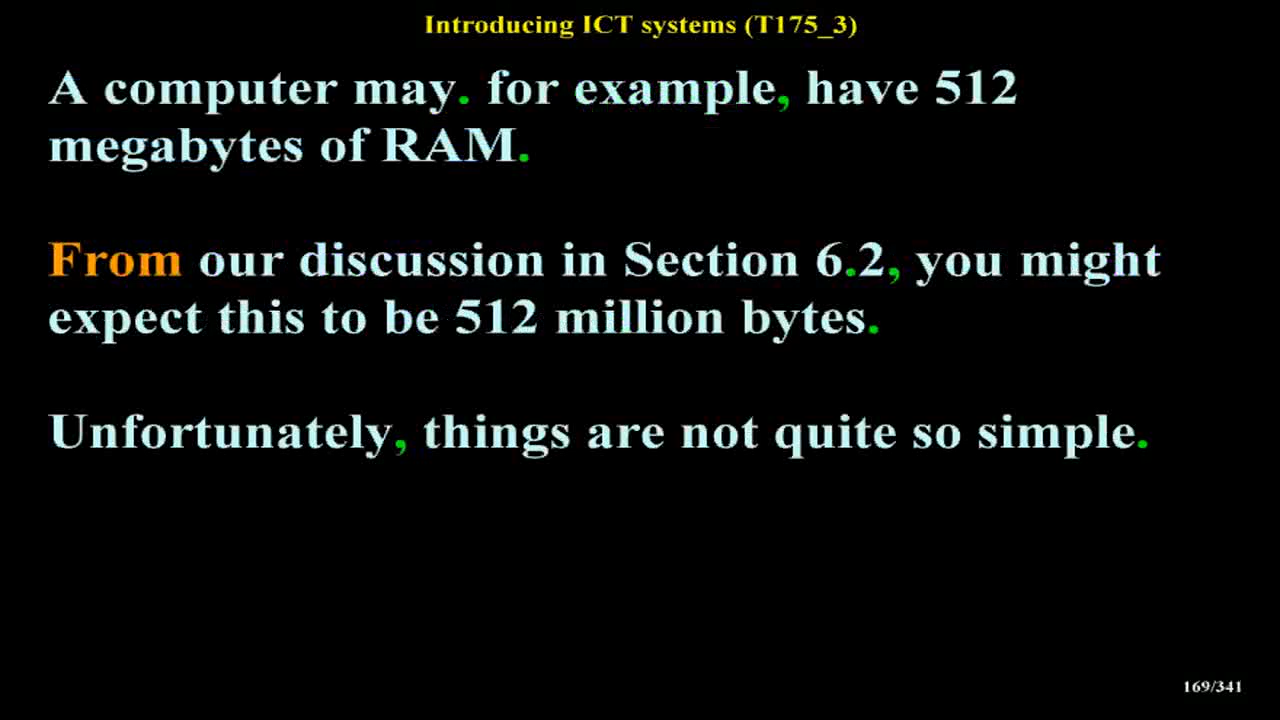 Introducing ICT systems (T175_3)
A computer may. for example, have 512
megabytes of RAM.
From our discussion in Section 6.2, you might
expect this to be 512 million bytes.
Unfortunately, things are not quite so simple.
169/341